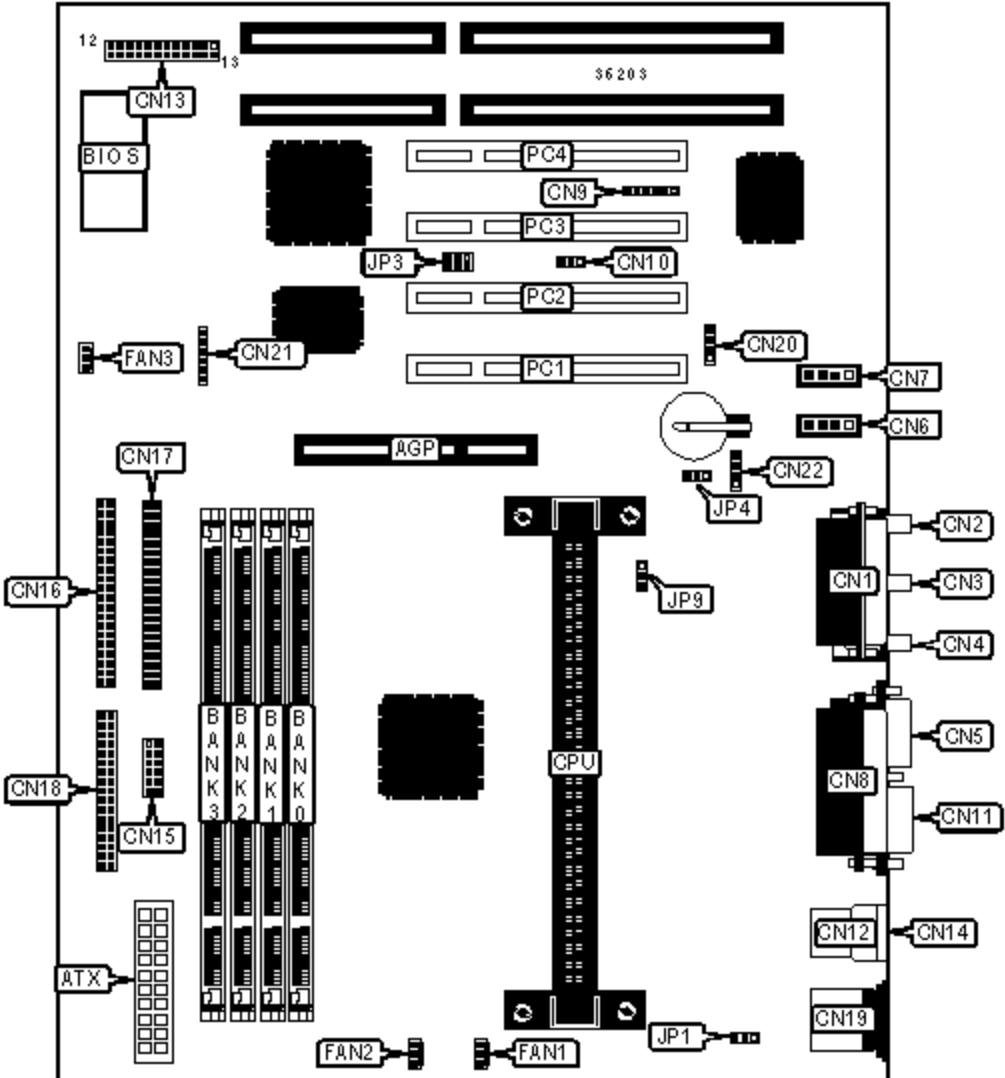 12
13
36203
CN13
BIOS
PC4
CN9
PC3
JP3
CN10
PC2
CN20
FAN3
CN21
PC1
CN7
CN6
AGP
CN17
CN22
JP4
CN2
CN16
CN1
CN3
JP9
CN4
BANK3
BANK2
BANK1
BANK0
CN5
CPU
CN8
CN18
CN11
CN15
CN12
CN14
ATX
CN19
JP1
FAN2
FAN1